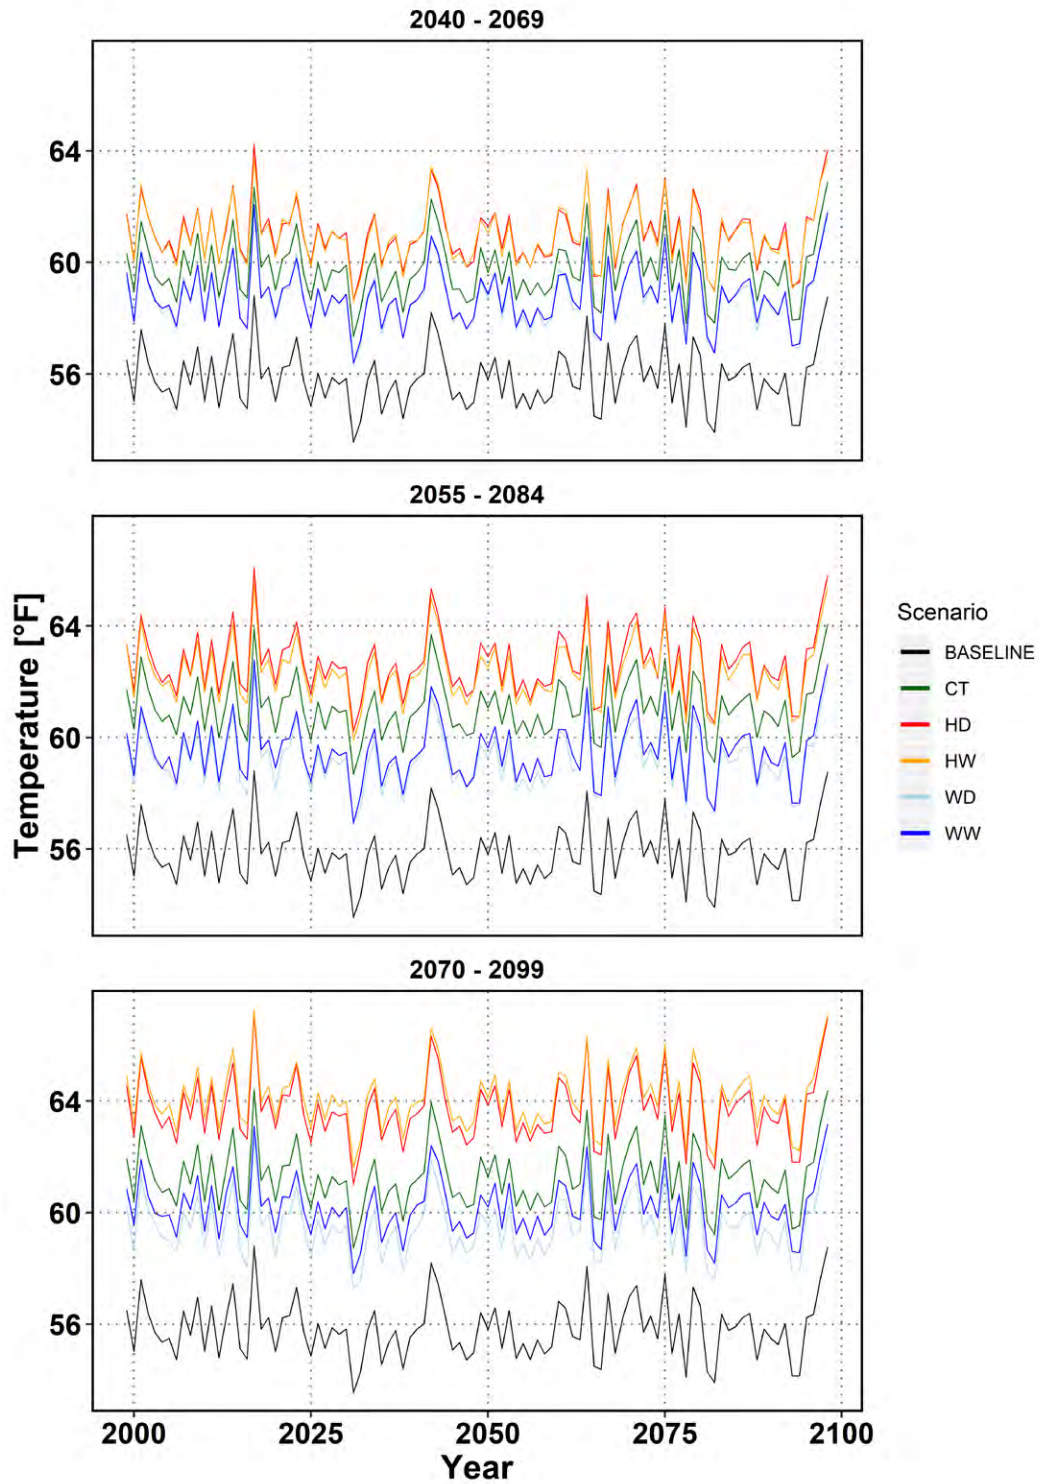 2040 - 2069
64
60
56
2055 - 2084
64
60
56
Temperature [°F]
Scenario
BASELINE
CT
HD
HW
WD
WW
2070 - 2099
64
60
56
2000 2025 2050 2075 2100
Year